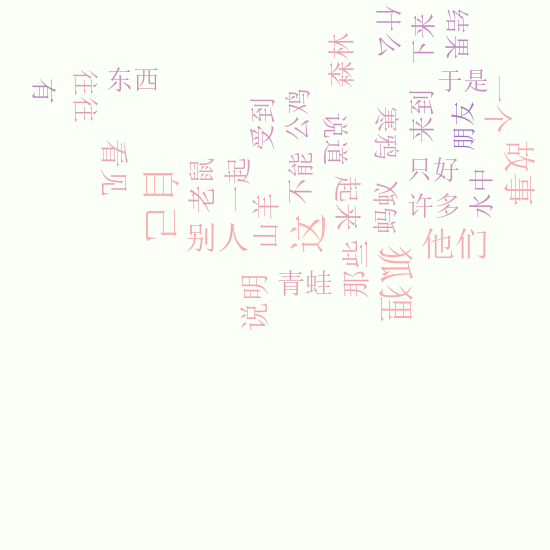 什么
下来
结果
森林
于是
东西
往往
有
一个
来到
朋友
公鸡
受到
说道
寒鸦
看见
故事
只好
不能
一起
老鼠
自己
起来
蚂蚁
许多
水中
山羊
别人
这
他们
那些
狐狸
青蛙
说明